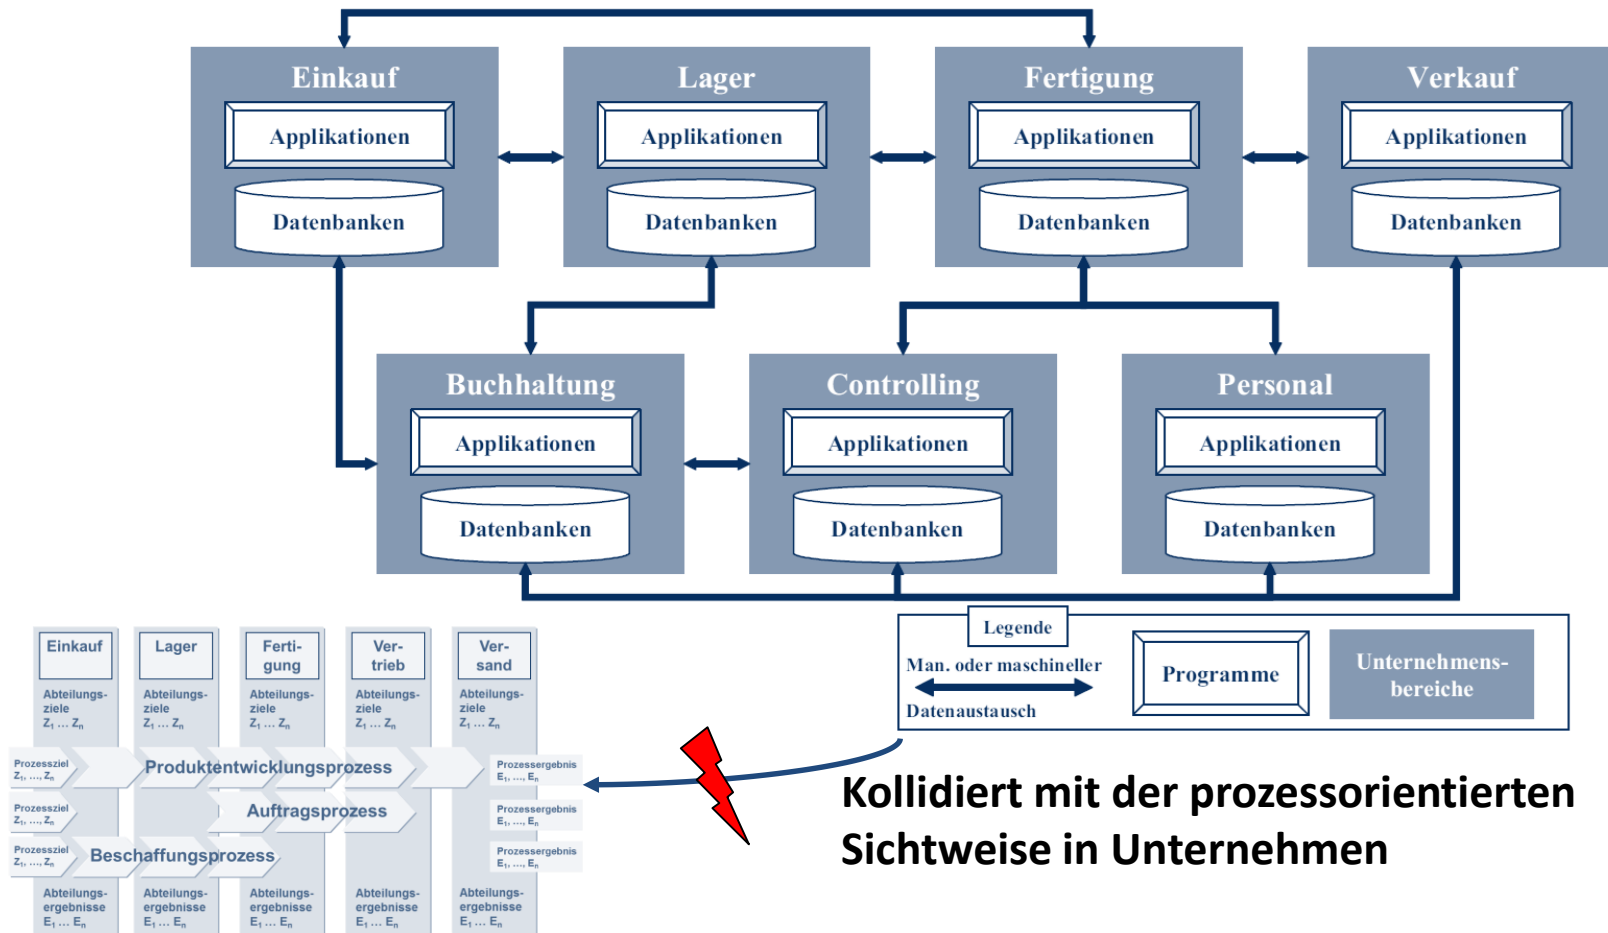 Einkauf
Applikationen
Datenbanken
Lager
Applikationen
Datenbanken
Fertigung
Applikationen
Datenbanken
Verkauf
Applikationen
Datenbanken
Buchhaltung
Applikationen
Datenbanken
Controlling
Applikationen
Datenbanken
Personal
Applikationen
Datenbanken
Legende
Man. oder maschineller
Datenaustausch
Programme
Unternehmens-
bereiche
Einkauf
Lager
Ferti-
gung
Ver-
trieb
Ver-
sand
Abteilungs-
ziele
Z₁ … Zₙ
Abteilungs-
ziele
Z₁ … Zₙ
Abteilungs-
ziele
Z₁ … Zₙ
Abteilungs-
ziele
Z₁ … Zₙ
Abteilungs-
ziele
Z₁ … Zₙ
Prozessziel
Z₁, …, Zₙ
Produktentwicklungsprozess
Prozessergebnis
E₁, …, Eₙ
Prozessziel
Z₁, …, Zₙ
Auftragsprozess
Prozessergebnis
E₁, …, Eₙ
Prozessziel
Z₁, …, Zₙ
Beschaffungsprozess
Prozessergebnis
E₁, …, Eₙ
Abteilungs-
ergebnisse
E₁ … Eₙ
Abteilungs-
ergebnisse
E₁ … Eₙ
Abteilungs-
ergebnisse
E₁ … Eₙ
Abteilungs-
ergebnisse
E₁ … Eₙ
Abteilungs-
ergebnisse
E₁ … Eₙ
Kollidiert mit der prozessorientierten
Sichtweise in Unternehmen